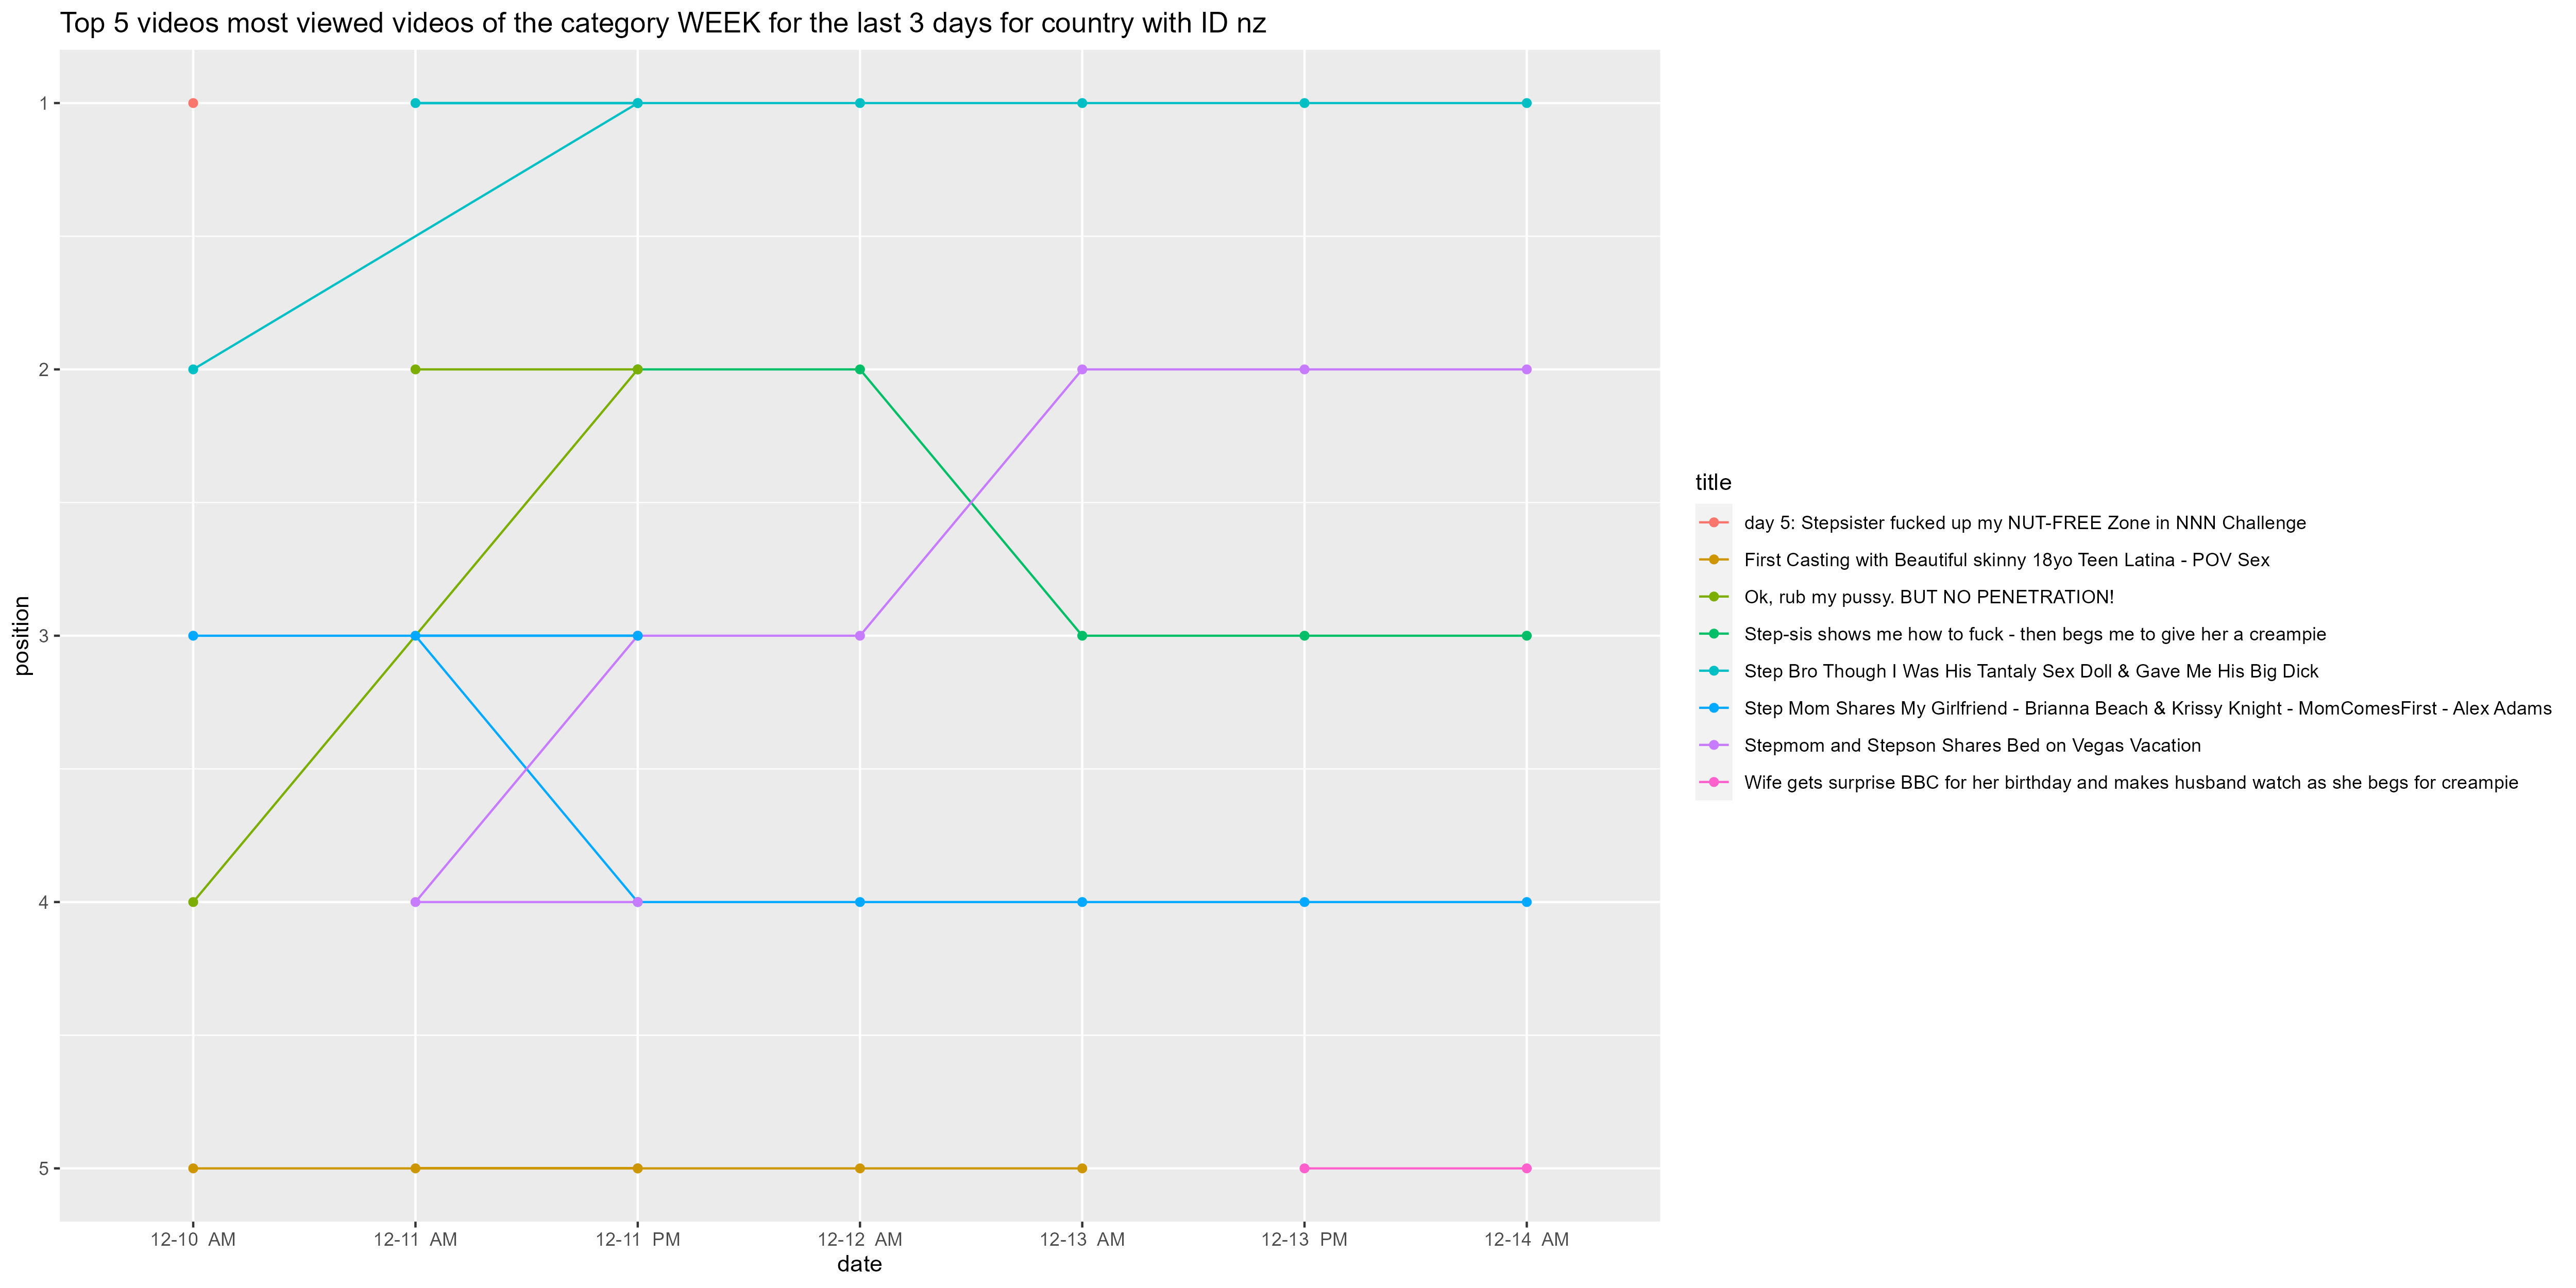 Top 5 videos most viewed videos of the category WEEK for the last 3 days for country with ID nz
position
1
2
3
4
5
12-10 AM
12-11 AM
12-11 PM
12-12 AM
12-13 AM
12-13 PM
12-14 AM
date
title
day 5: Stepsister fucked up my NUT-FREE Zone in NNN Challenge
First Casting with Beautiful skinny 18yo Teen Latina - POV Sex
Ok, rub my pussy. BUT NO PENETRATION!
Step-sis shows me how to fuck - then begs me to give her a creampie
Step Bro Though I Was His Tantaly Sex Doll & Gave Me His Big Dick
Step Mom Shares My Girlfriend - Brianna Beach & Krissy Knight - MomComesFirst - Alex Adams
Stepmom and Stepson Shares Bed on Vegas Vacation
Wife gets surprise BBC for her birthday and makes husband watch as she begs for creampie